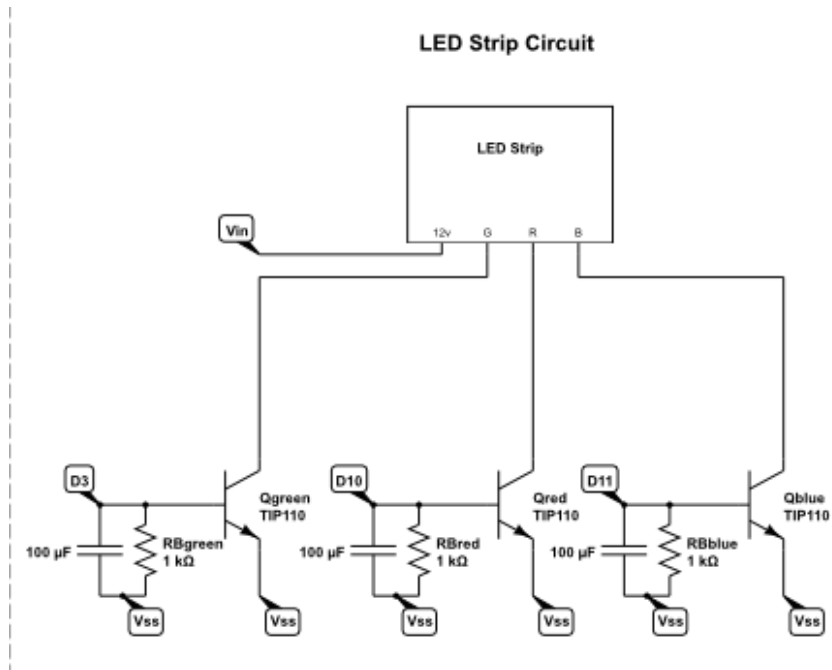 LED Strip Circuit
LED Strip
Vin
12v
G
R
B
D3
Qgreen
TIP110
100 µF
RBgreen
1 kΩ
Vss
Vss
D10
Qred
TIP110
100 µF
RBred
1 kΩ
Vss
Vss
D11
Qblue
TIP110
100 µF
RBblue
1 kΩ
Vss
Vss